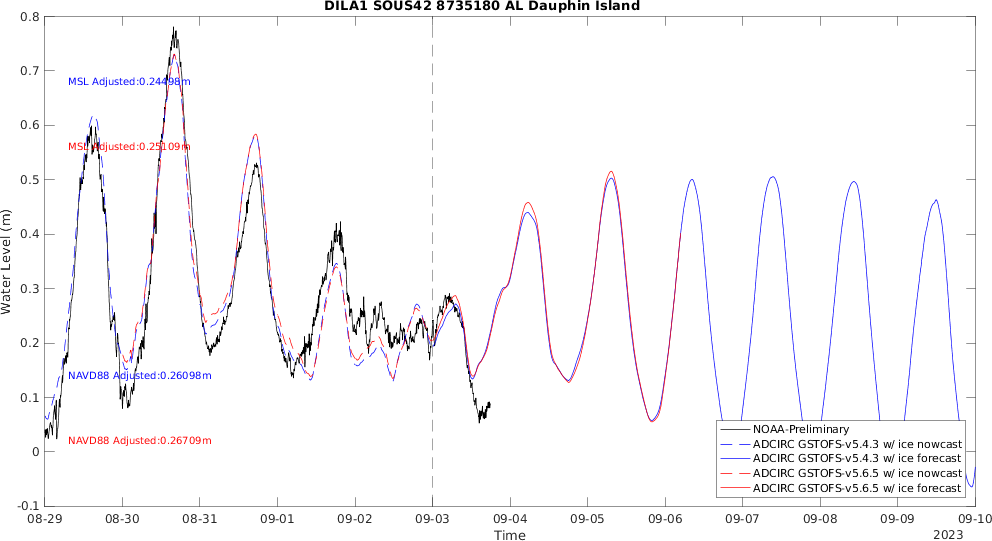 DILA1 SOUS42 8735180 AL Dauphin Island
0.8
0.7
0.6
0.5
0.4
0.3
0.2
0.1
0
-0.1
Water Level (m)
MSL Adjusted:0.24498m
MSL Adjusted:0.25109m
NAVD88 Adjusted:0.26098m
NAVD88 Adjusted:0.26709m
NOAA-Preliminary
ADCIRC GSTOFS-v5.4.3 w/ ice nowcast
ADCIRC GSTOFS-v5.4.3 w/ ice forecast
ADCIRC GSTOFS-v5.6.5 w/ ice nowcast
ADCIRC GSTOFS-v5.6.5 w/ ice forecast
08-29 08-30 08-31 09-01 09-02 09-03 09-04 09-05 09-06 09-07 09-08 09-09 09-10
Time
2023